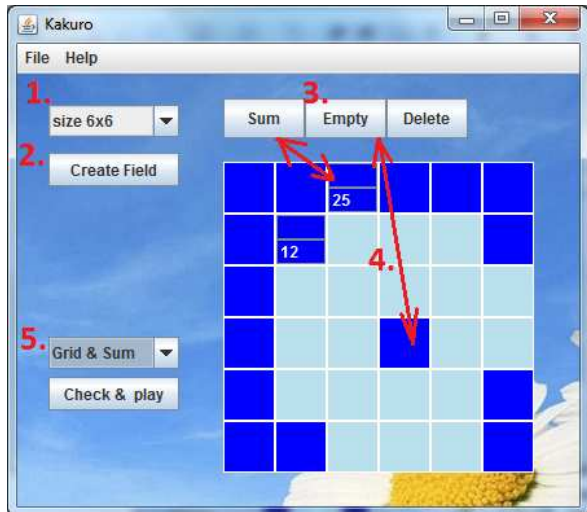 Kakuro
File Help
1.
size 6x6
2.
Create Field
3.
Sum Empty Delete
25
12
4.
5.
Grid & Sum
Check & play